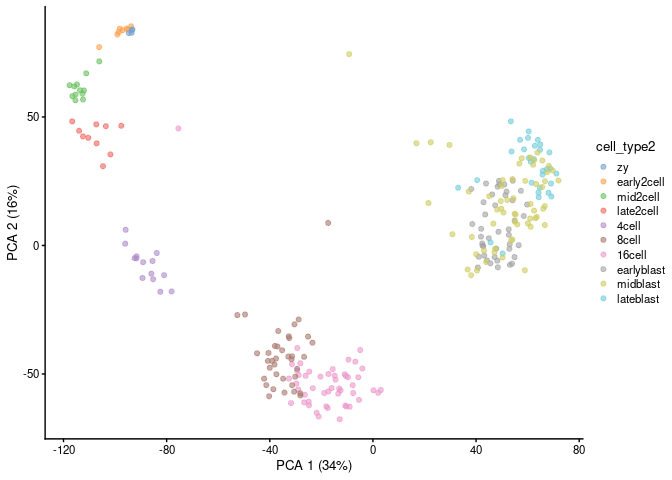 PCA 2 (16%)
50
0
-50
-120
-80
-40
0
40
80
PCA 1 (34%)
cell_type2
zy
early2cell
mid2cell
late2cell
4cell
8cell
16cell
earlyblast
midblast
lateblast